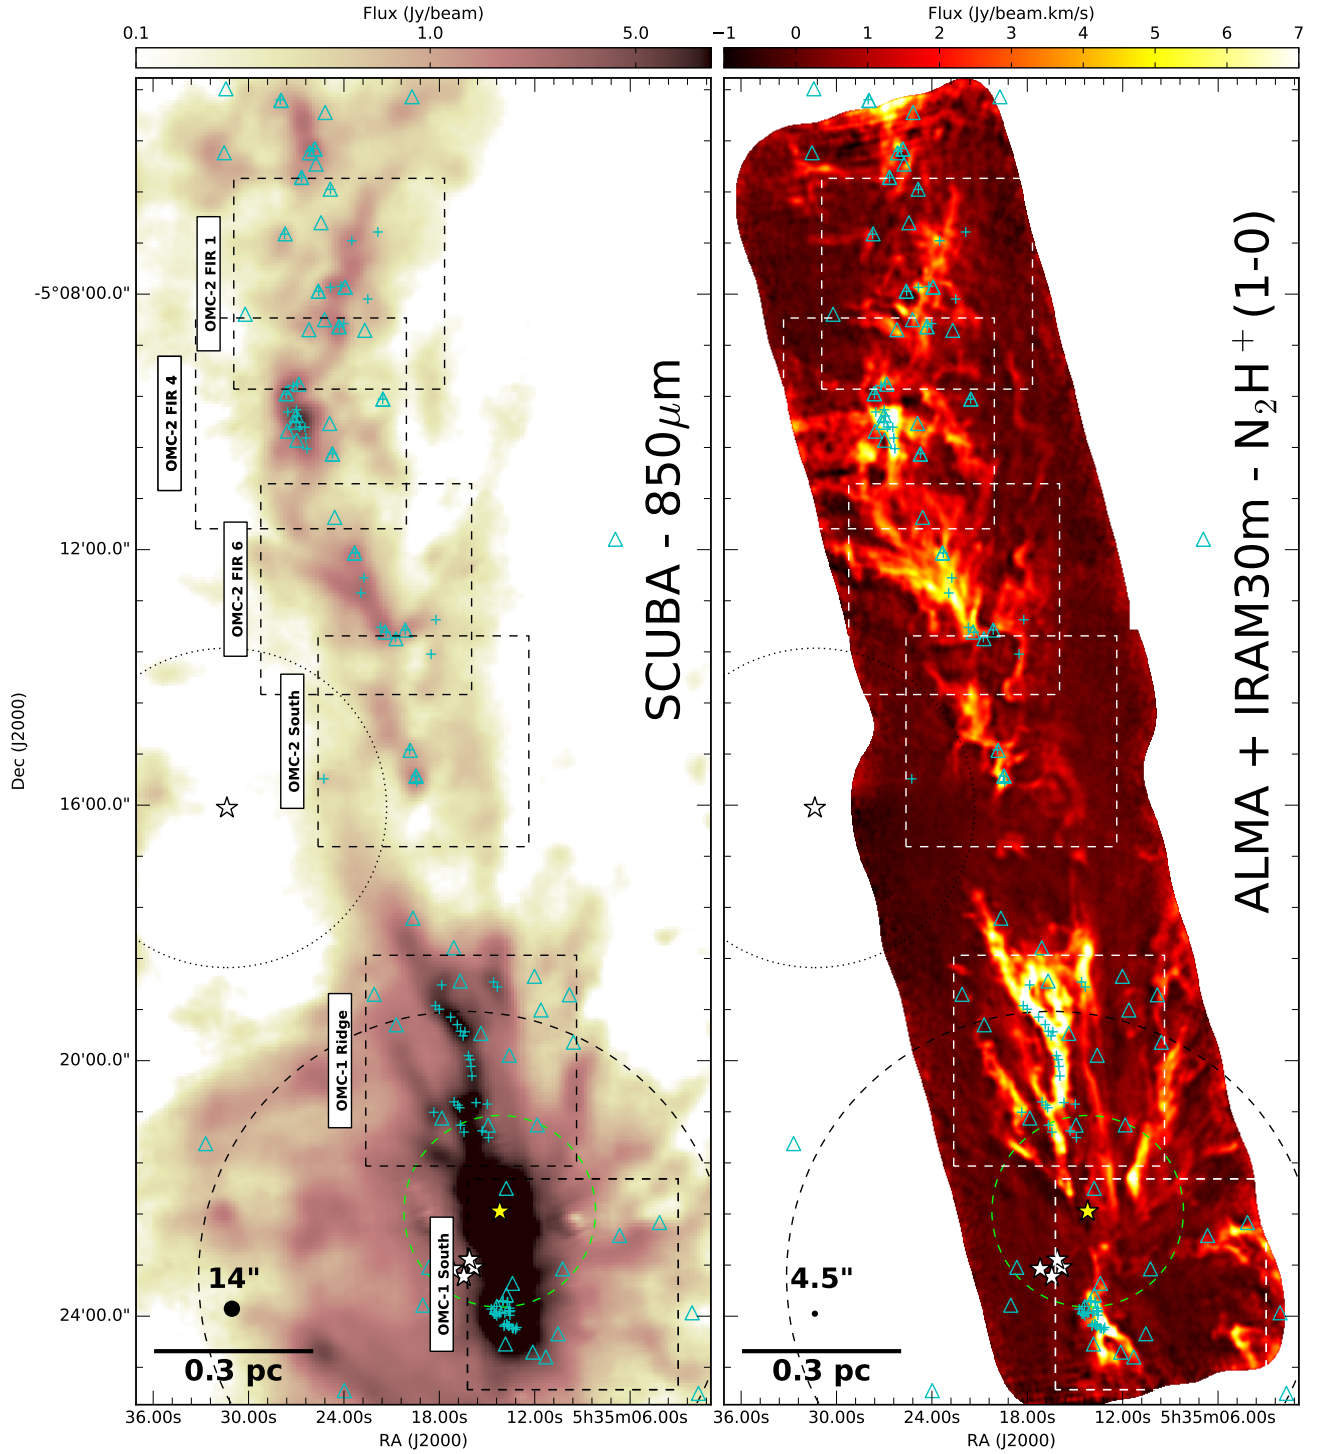 Flux (Jy/beam)
0.1 1.0 5.0
Flux (Jy/beam.km/s)
−1 0 1 2 3 4 5 6 7
OMC-2 FIR 1
OMC-2 FIR 4
OMC-2 FIR 6
OMC-2 South
OMC-1 Ridge
OMC-1 South
SCUBA - 850μm
ALMA + IRAM30m - N₂H⁺ (1-0)
-5°08'00.0"
12'00.0"
16'00.0"
20'00.0"
24'00.0"
Dec (J2000)
14"
0.3 pc
4.5"
0.3 pc
36.00s 30.00s 24.00s 18.00s 12.00s 5h35m06.00s
RA (J2000)
36.00s 30.00s 24.00s 18.00s 12.00s 5h35m06.00s
RA (J2000)